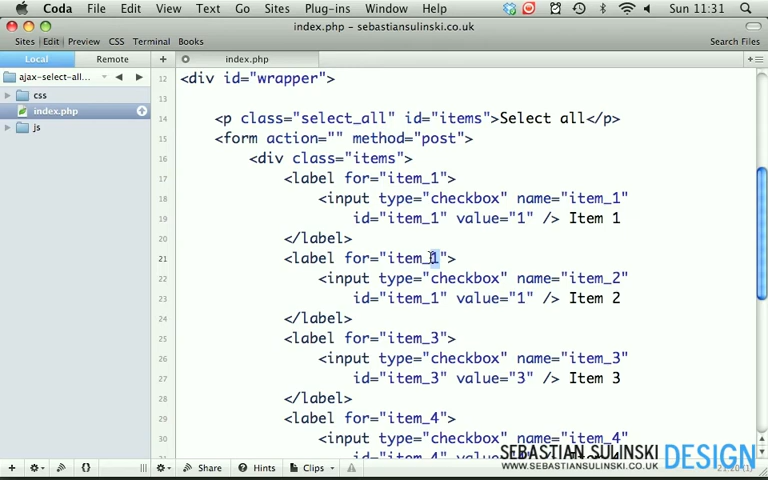 Coda File Edit View Text Go Sites Plug-ins Window Help Sun 11:31
index.php - sebastiansulinski.co.uk
Sites Edit Preview CSS Terminal Books Search Files
Local Remote + index.php
ajax-select-all...
css
index.php
js
12 <div id="wrapper">
13
14 <p class="select_all" id="items">Select all</p>
15 <form action="" method="post">
16 <div class="items">
17 <label for="item_1">
18 <input type="checkbox" name="item_1"
19 id="item_1" value="1" /> Item 1
20 </label>
21 <label for="item_1">
22 <input type="checkbox" name="item_2"
23 id="item_1" value="1" /> Item 2
24 </label>
25 <label for="item_3">
26 <input type="checkbox" name="item_3"
27 id="item_3" value="3" /> Item 3
28 </label>
29 <label for="item_4">
30 <input type="checkbox" name="item_4"
SEBASTIAN SULINSKI DESIGN
WWW.SEBASTIANSULINSKI.CO.UK
Share Hints Clips